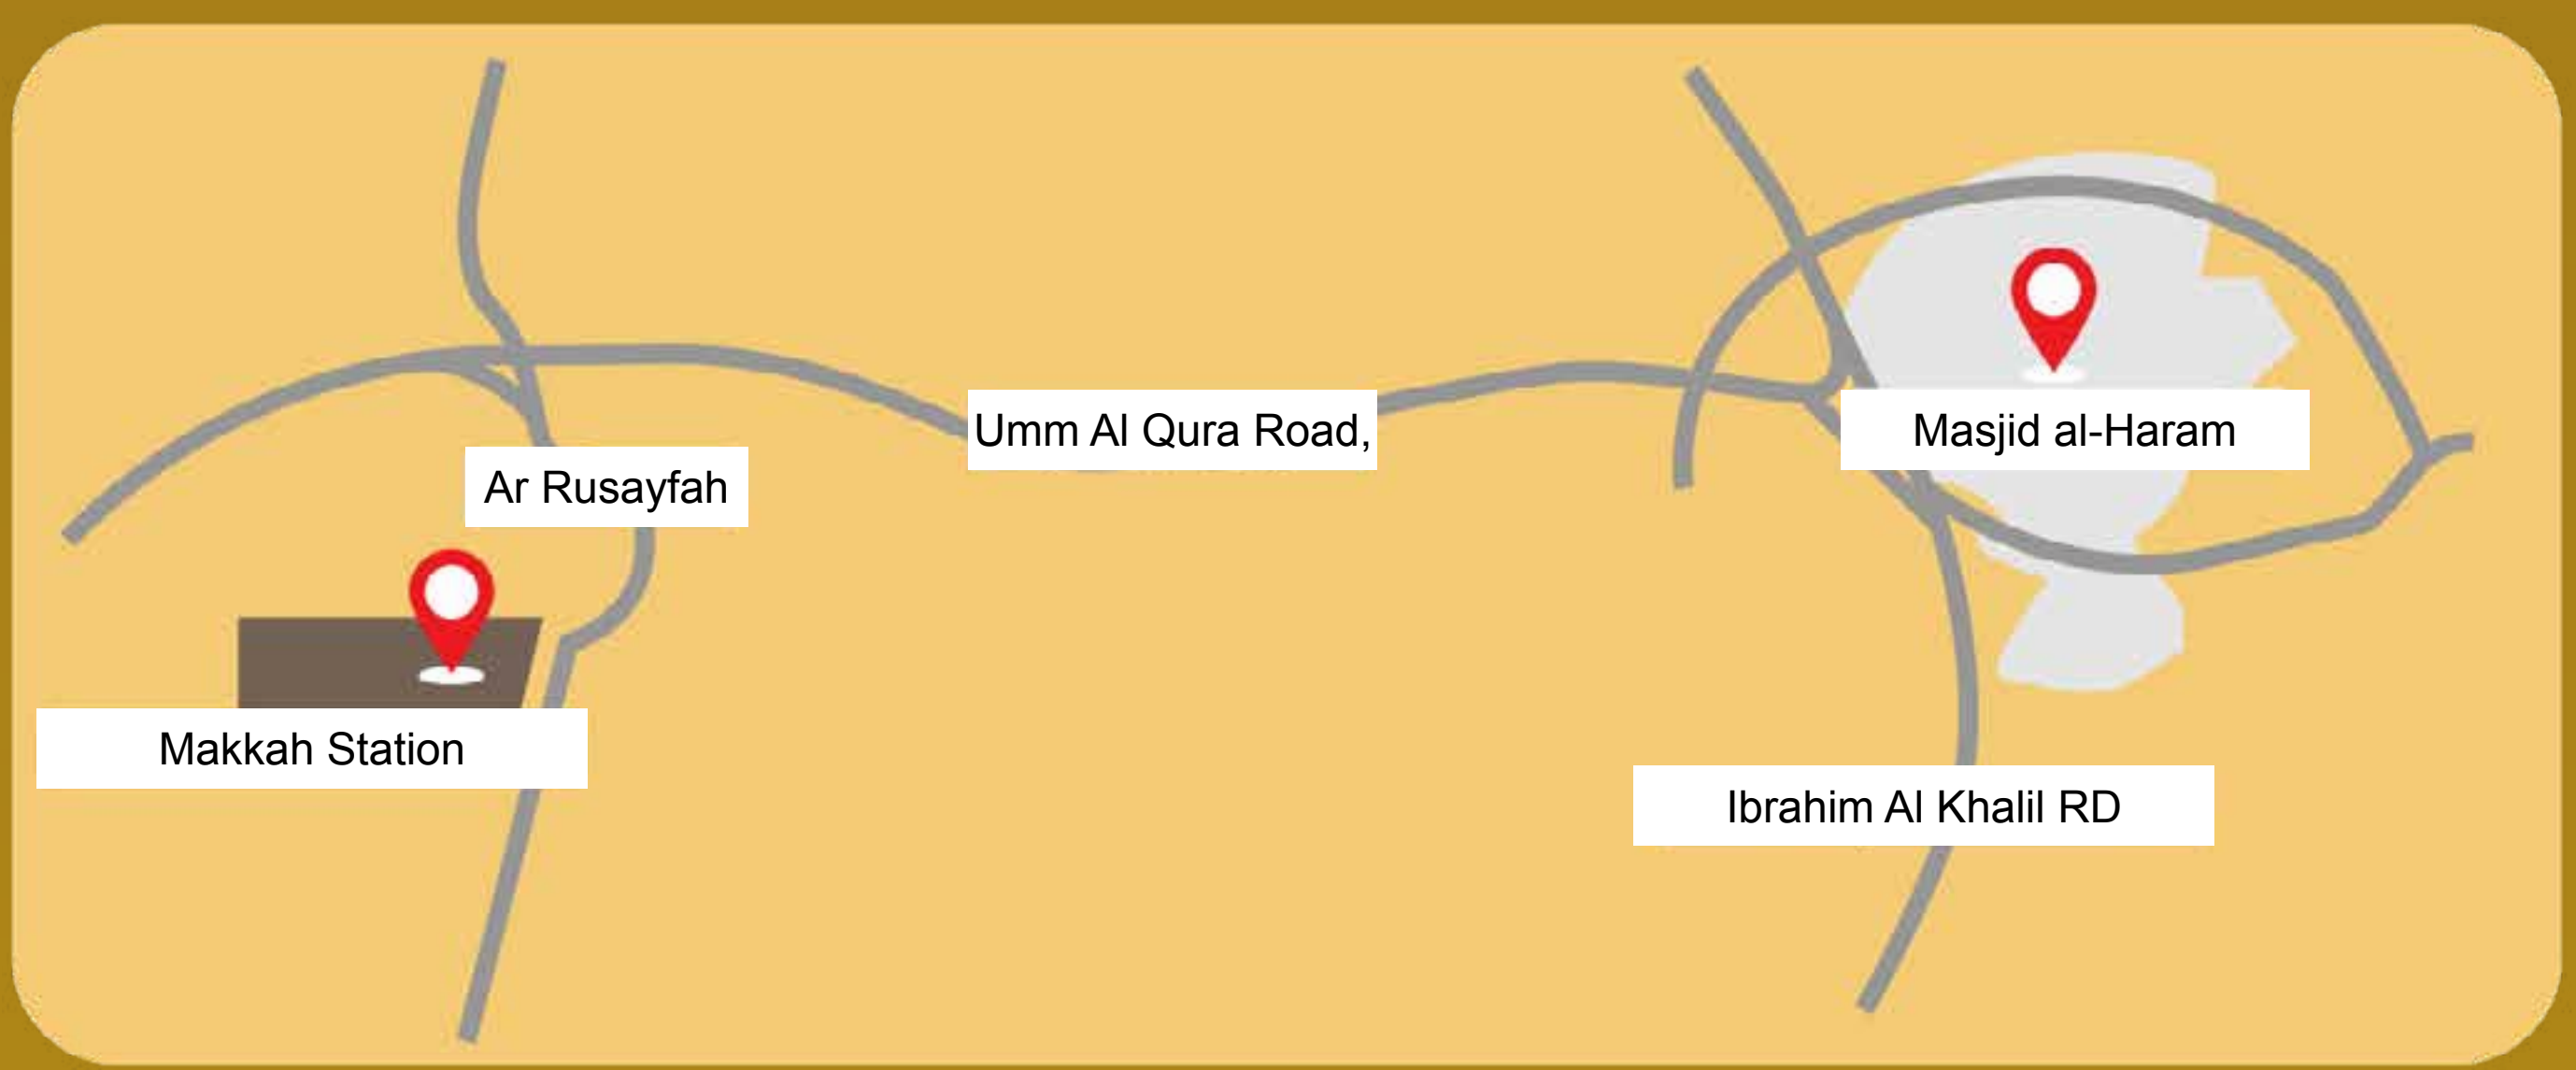 Umm Al Qura Road,
Masjid al-Haram
Ar Rusayfah
Makkah Station
Ibrahim Al Khalil RD